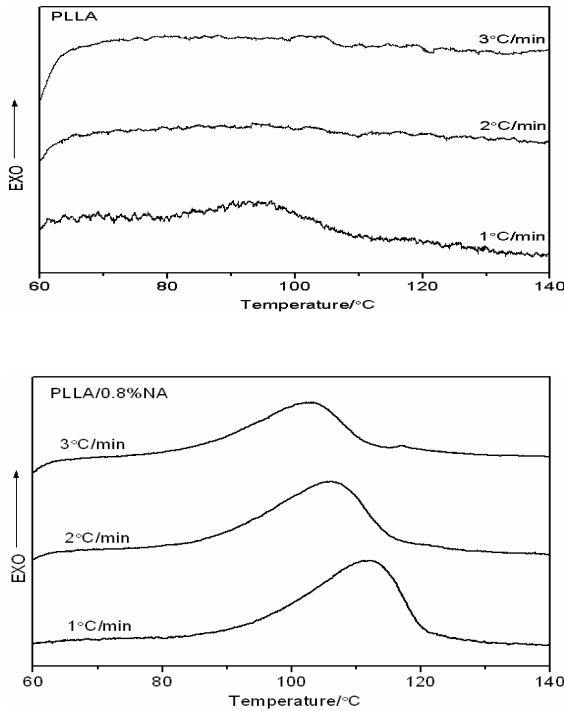 PLLA
3°C/min
2°C/min
1°C/min
EXO
60 80 100 120 140
Temperature/°C
PLLA/0.8%NA
3°C/min
2°C/min
1°C/min
EXO
60 80 100 120 140
Temperature/°C